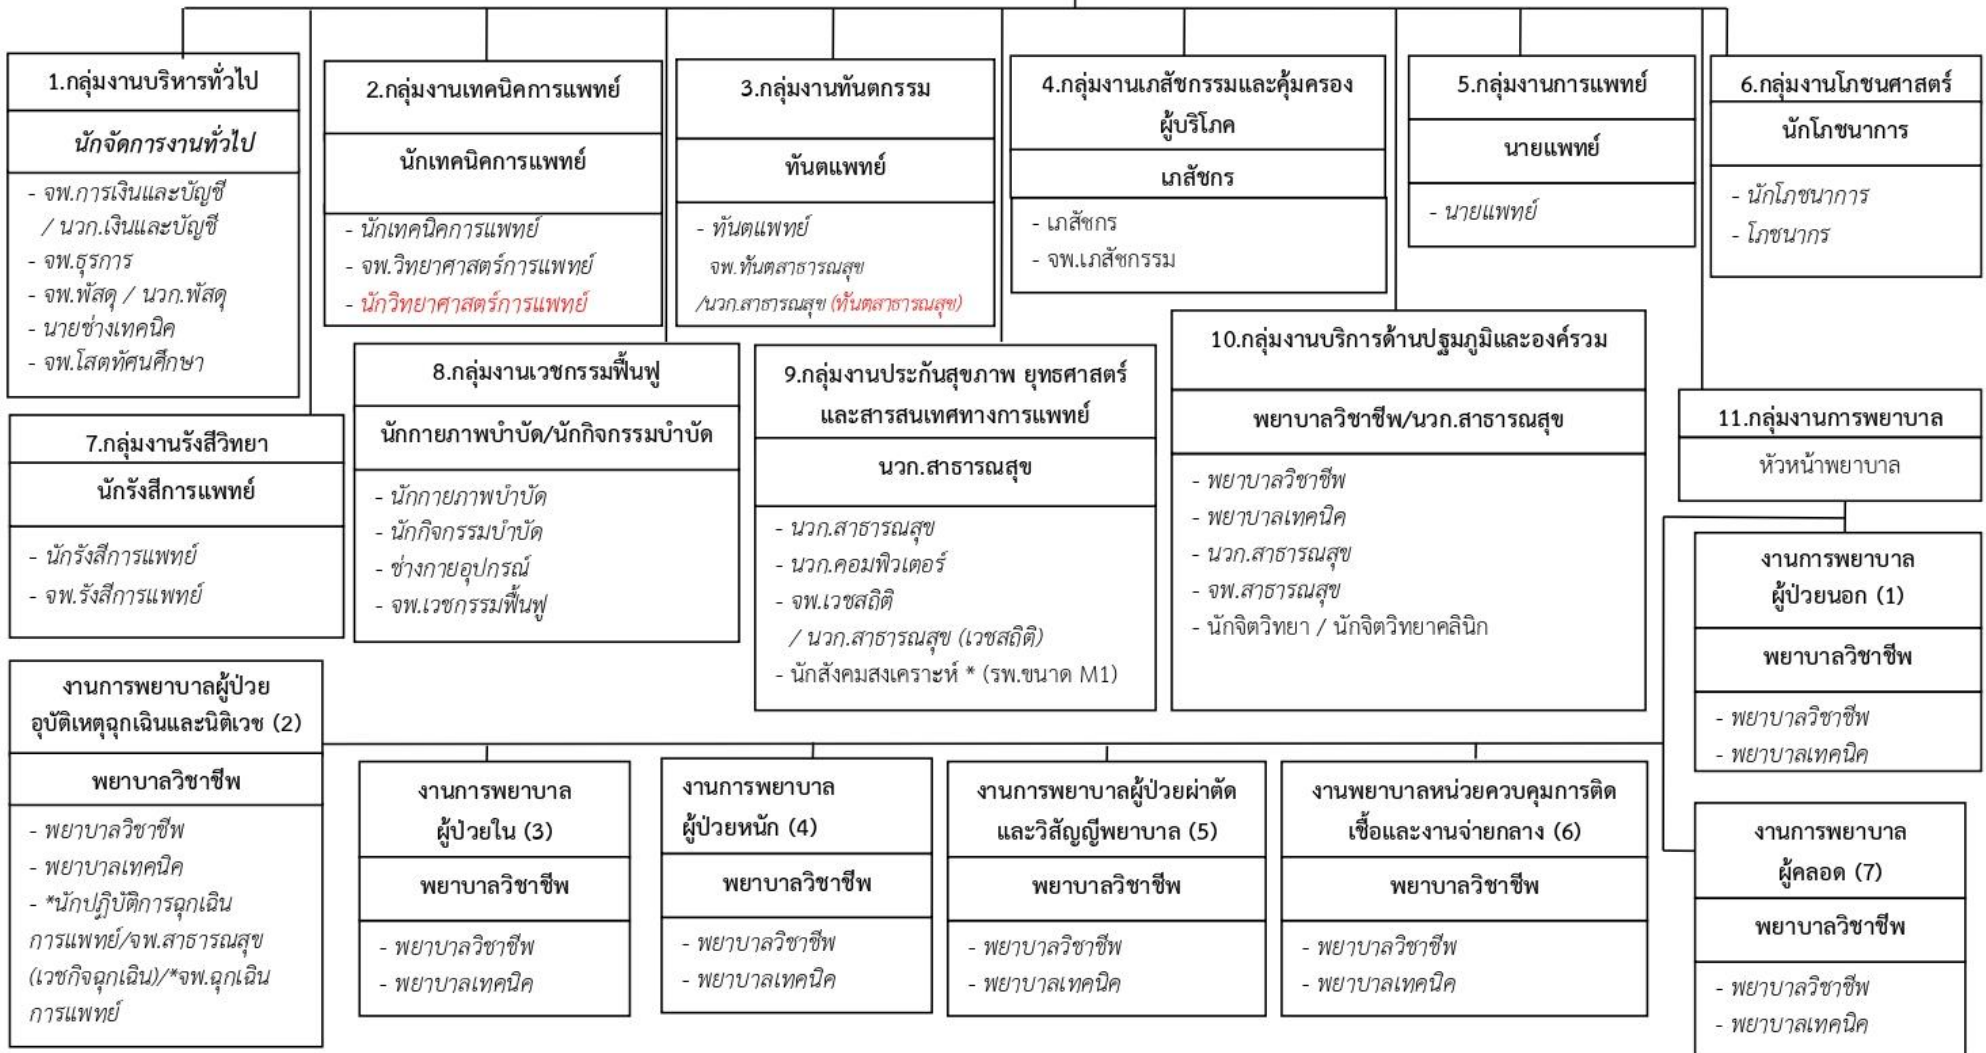 1.กลุ่มงานบริหารทั่วไป
นักจัดการงานทั่วไป
- จพ.การเงินและบัญชี
/ นวก.เงินและบัญชี
- จพ.ธุรการ
- จพ.พัสดุ / นวก.พัสดุ
- นายช่างเทคนิค
- จพ.โสตทัศนศึกษา
2.กลุ่มงานเทคนิคการแพทย์
นักเทคนิคการแพทย์
- นักเทคนิคการแพทย์
- จพ.วิทยาศาสตร์การแพทย์
- นักวิทยาศาสตร์การแพทย์
3.กลุ่มงานทันตกรรม
ทันตแพทย์
- ทันตแพทย์
จพ.ทันตสาธารณสุข
/นวก.สาธารณสุข (ทันตสาธารณสุข)
4.กลุ่มงานเภสัชกรรมและคุ้มครอง
ผู้บริโภค
เภสัชกร
- เภสัชกร
- จพ.เภสัชกรรม
5.กลุ่มงานการแพทย์
นายแพทย์
- นายแพทย์
6.กลุ่มงานโภชนศาสตร์
นักโภชนาการ
- นักโภชนาการ
- โภชนากร
7.กลุ่มงานรังสีวิทยา
นักรังสีการแพทย์
- นักรังสีการแพทย์
- จพ.รังสีการแพทย์
8.กลุ่มงานเวชกรรมฟื้นฟู
นักกายภาพบำบัด/นักกิจกรรมบำบัด
- นักกายภาพบำบัด
- นักกิจกรรมบำบัด
- ช่างกายอุปกรณ์
- จพ.เวชกรรมฟื้นฟู
9.กลุ่มงานประกันสุขภาพ ยุทธศาสตร์
และสารสนเทศทางการแพทย์
นวก.สาธารณสุข
- นวก.สาธารณสุข
- นวก.คอมพิวเตอร์
- จพ.เวชสถิติ
/ นวก.สาธารณสุข (เวชสถิติ)
- นักสังคมสงเคราะห์ * (รพ.ขนาด M1)
10.กลุ่มงานบริการด้านปฐมภูมิและองค์รวม
พยาบาลวิชาชีพ/นวก.สาธารณสุข
- พยาบาลวิชาชีพ
- พยาบาลเทคนิค
- นวก.สาธารณสุข
- จพ.สาธารณสุข
- นักจิตวิทยา / นักจิตวิทยาคลินิก
11.กลุ่มงานการพยาบาล
หัวหน้าพยาบาล
งานการพยาบาล
ผู้ป่วยนอก (1)
พยาบาลวิชาชีพ
- พยาบาลวิชาชีพ
- พยาบาลเทคนิค
งานการพยาบาลผู้ป่วย
อุบัติเหตุฉุกเฉินและนิติเวช (2)
พยาบาลวิชาชีพ
- พยาบาลวิชาชีพ
- พยาบาลเทคนิค
- *นักปฏิบัติการฉุกเฉิน
การแพทย์/จพ.สาธารณสุข
(เวชกิจฉุกเฉิน)/*จพ.ฉุกเฉิน
การแพทย์
งานการพยาบาล
ผู้ป่วยใน (3)
พยาบาลวิชาชีพ
- พยาบาลวิชาชีพ
- พยาบาลเทคนิค
งานการพยาบาล
ผู้ป่วยหนัก (4)
พยาบาลวิชาชีพ
- พยาบาลวิชาชีพ
- พยาบาลเทคนิค
งานการพยาบาลผู้ป่วยผ่าตัด
และวิสัญญีพยาบาล (5)
พยาบาลวิชาชีพ
- พยาบาลวิชาชีพ
- พยาบาลเทคนิค
งานพยาบาลหน่วยควบคุมการติด
เชื้อและงานจ่ายกลาง (6)
พยาบาลวิชาชีพ
- พยาบาลวิชาชีพ
- พยาบาลเทคนิค
งานการพยาบาล
ผู้คลอด (7)
พยาบาลวิชาชีพ
- พยาบาลวิชาชีพ
- พยาบาลเทคนิค